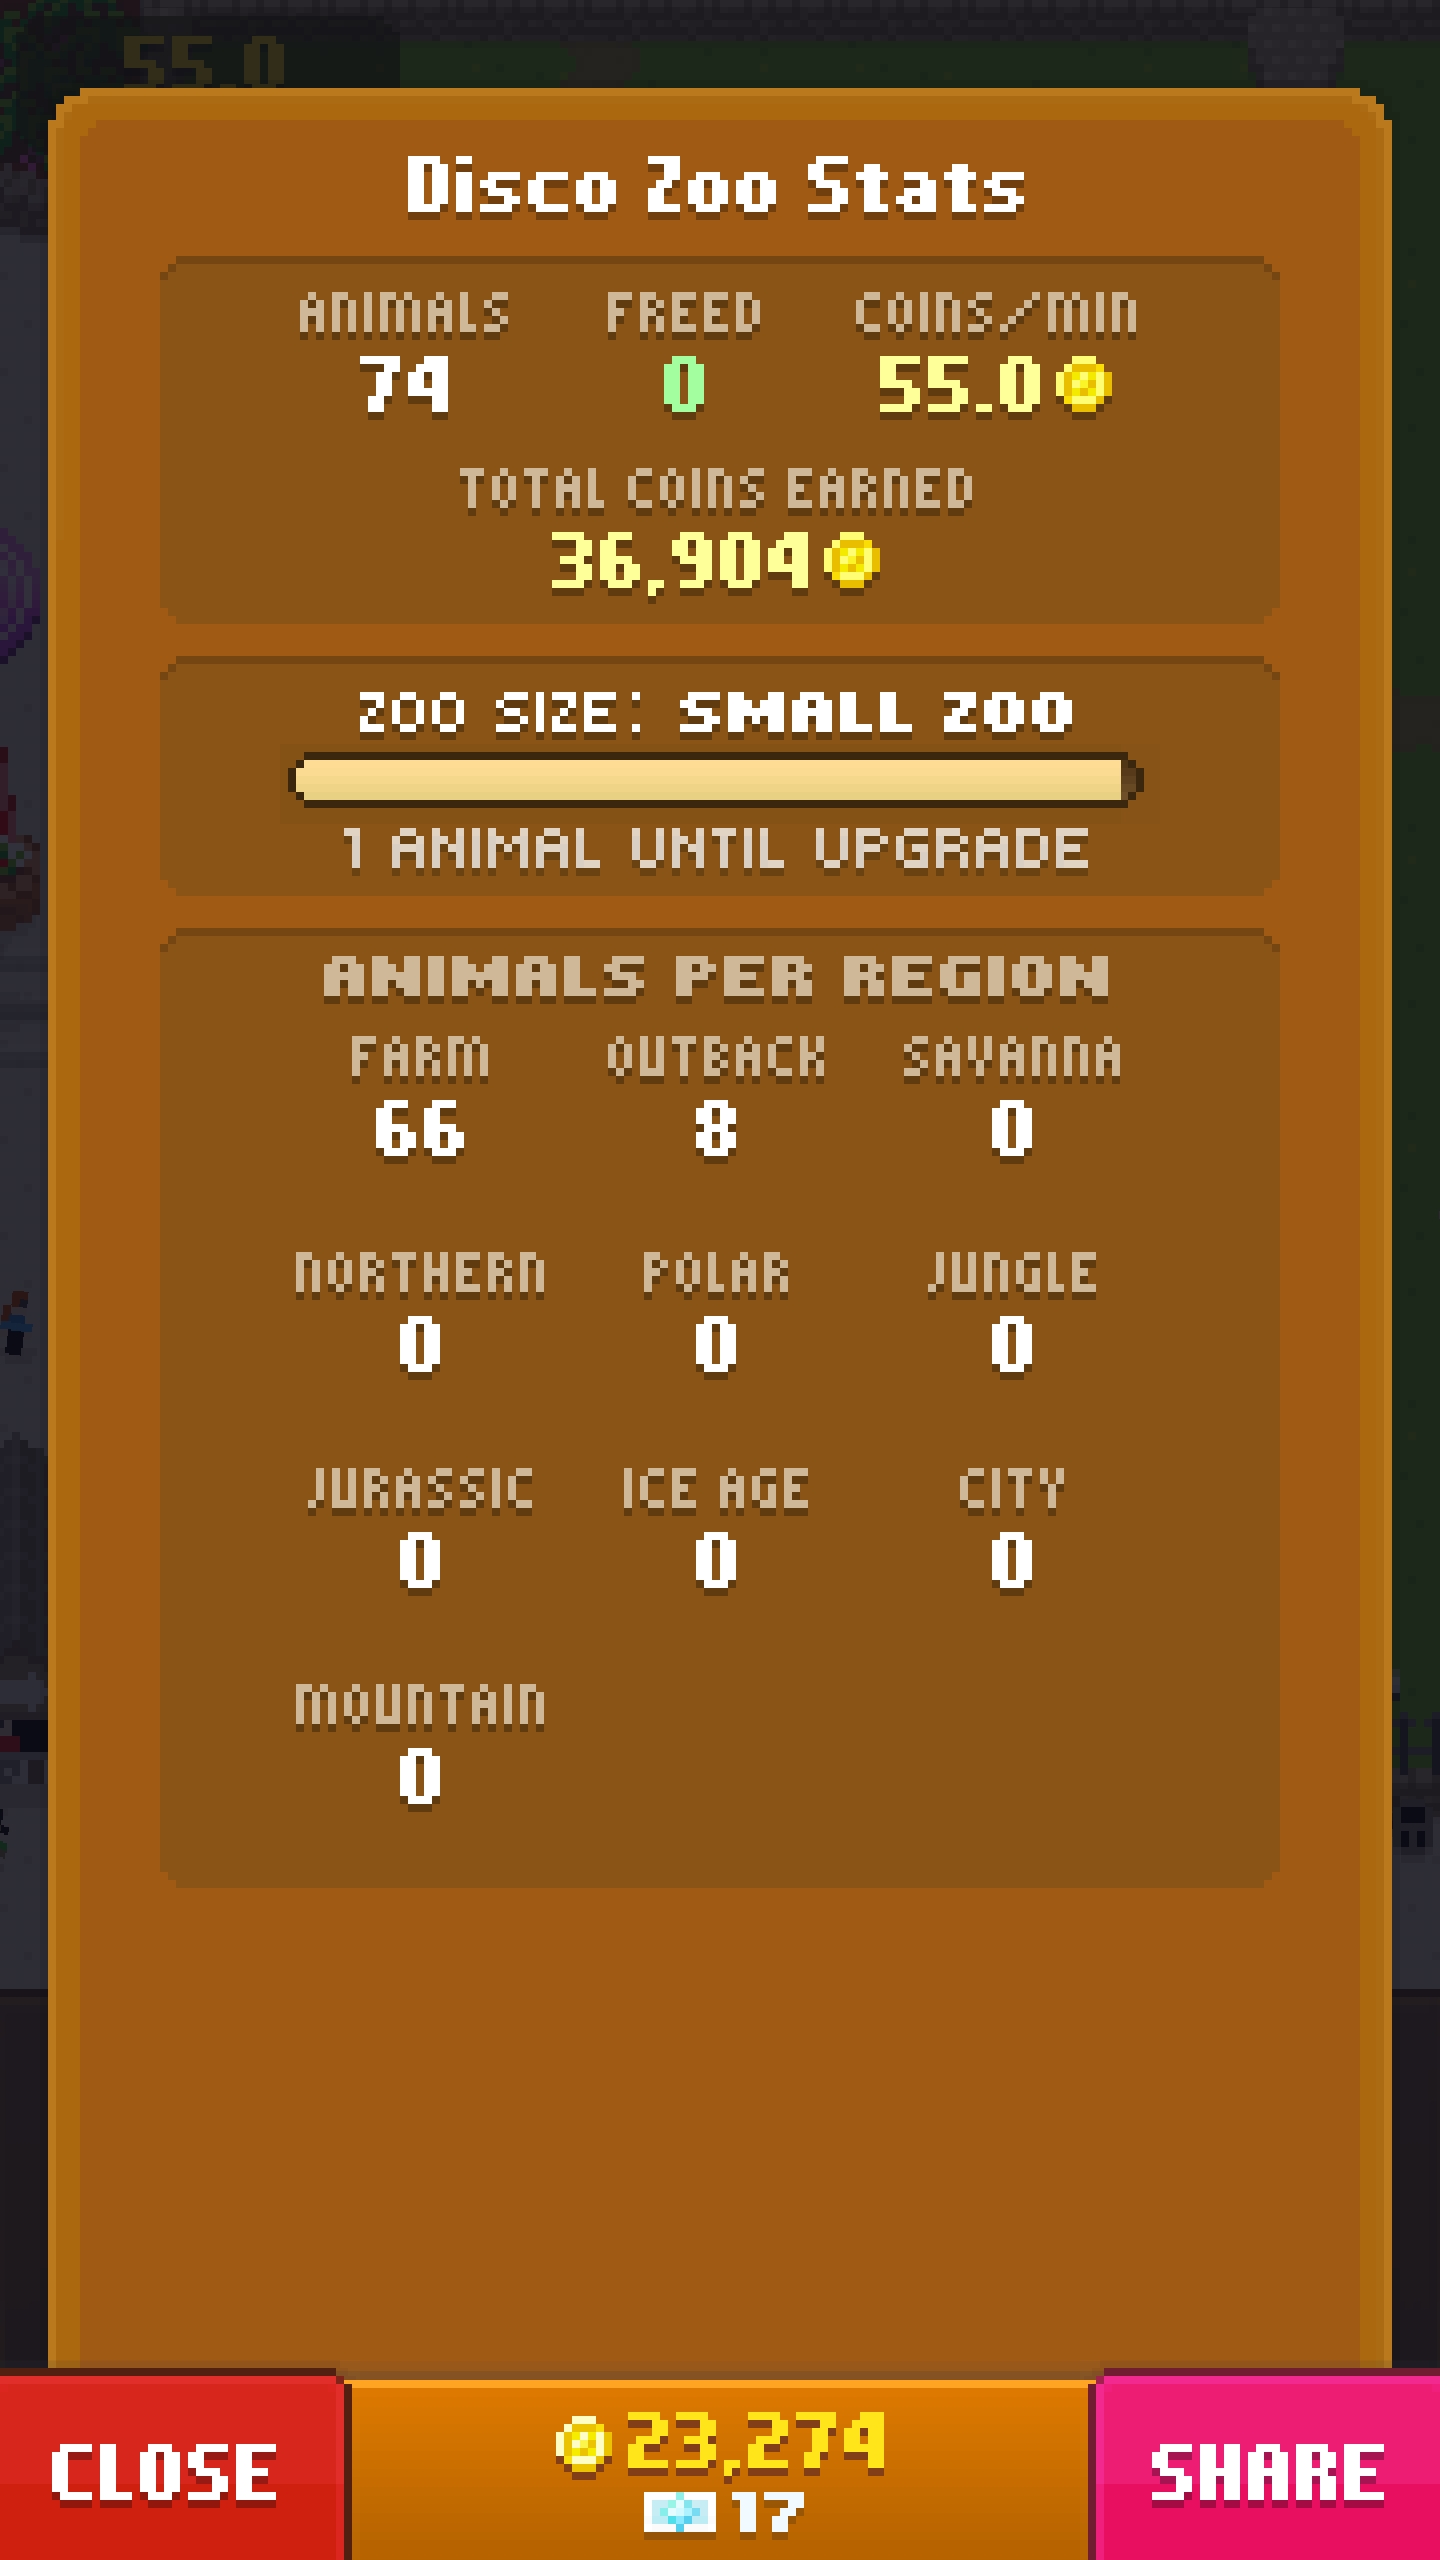 55.0
Disco Zoo Stats
ANIMALS FREED COINS/MIN
74 0 55.0
TOTAL COINS EARNED
36,904
ZOO SIZE: SMALL ZOO
1 ANIMAL UNTIL UPGRADE
ANIMALS PER REGION
FARM OUTBACK SAVANNA
66 8 0
NORTHERN POLAR JUNGLE
0 0 0
JURASSIC ICE AGE CITY
0 0 0
MOUNTAIN
0
23,274
CLOSE SHARE
17